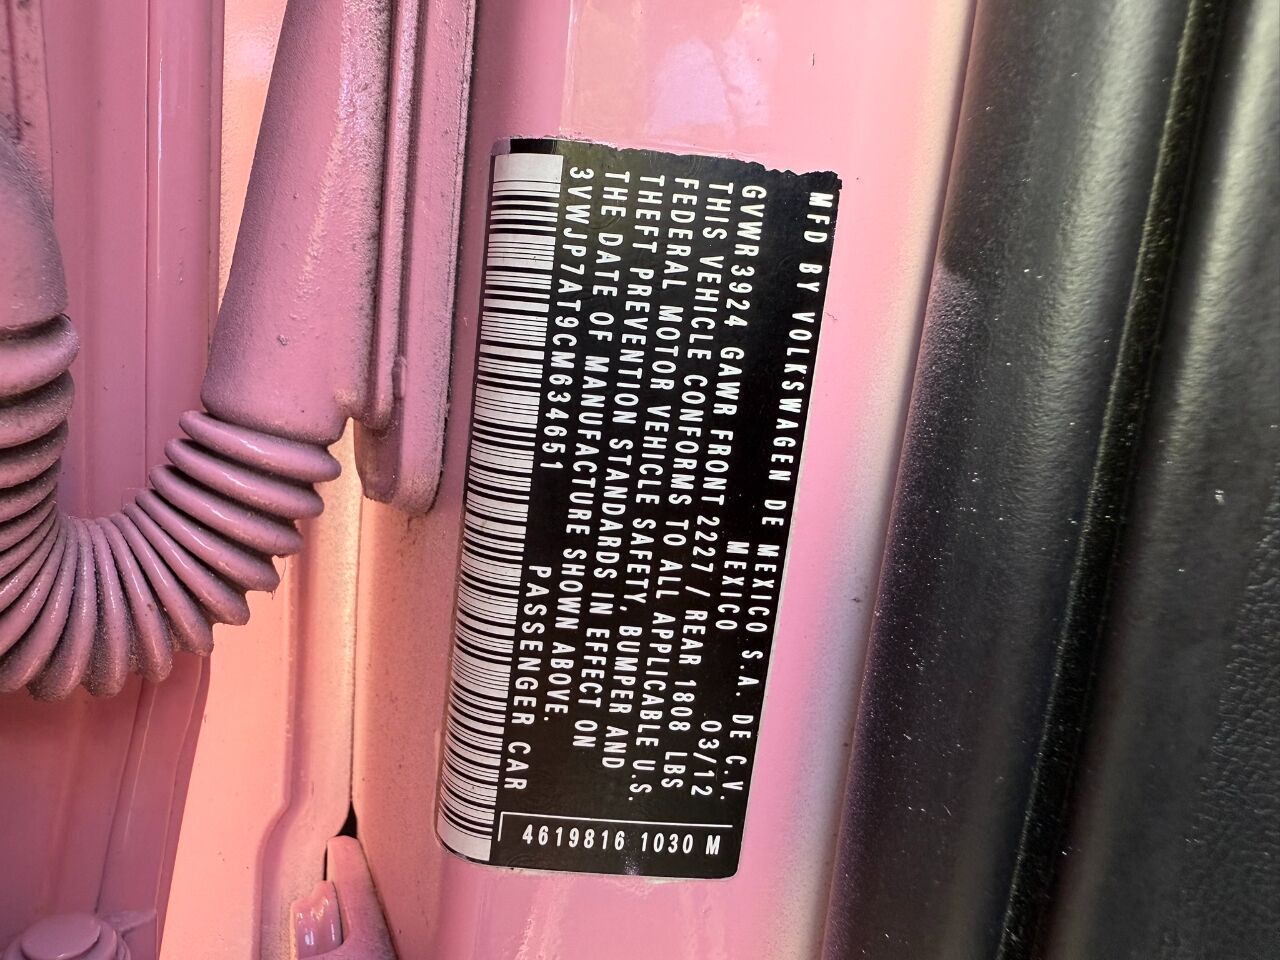 MFD BY VOLKSWAGEN DE MEXICO S.A. DE C.V.
MEXICO 03/12
GVWR 3924 GAWR FRONT 2227 / REAR 1808 LBS
THIS VEHICLE CONFORMS TO ALL APPLICABLE U.S.
FEDERAL MOTOR VEHICLE SAFETY, BUMPER AND
THEFT PREVENTION STANDARDS IN EFFECT ON
THE DATE OF MANUFACTURE SHOWN ABOVE.
3VWJP7AT9CM634651 PASSENGER CAR
4619816 1030 M